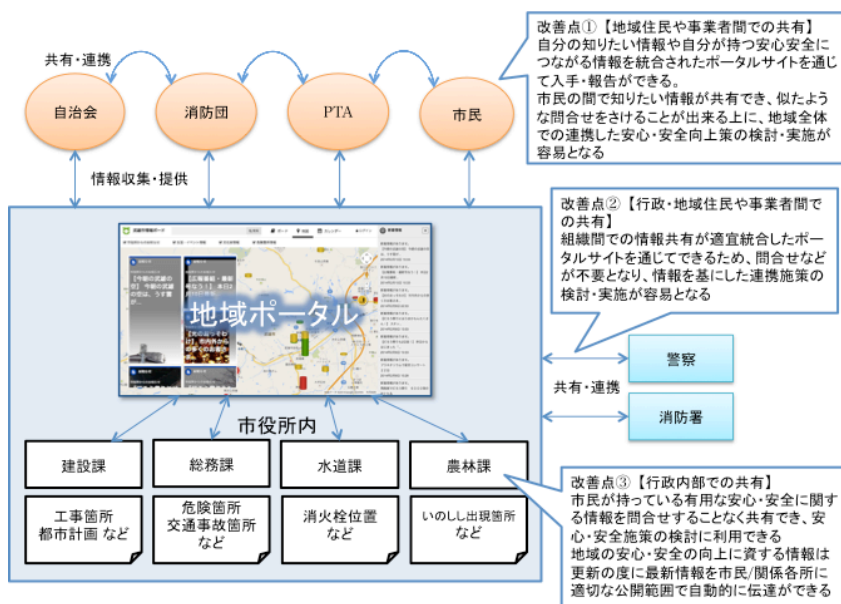 改善点① 【地域住民や事業者間での共有】
自分の知りたい情報や自分が持つ安心安全に
つながる情報を統合されたポータルサイトを通じ
て入手・報告ができる。
市民の間で知りたい情報が共有でき、似たよう
な問合せをさけることが出来る上に、地域全体
での連携した安心・安全向上策の検討・実施が
容易となる
共有・連携
自治会
消防団
PTA
市民
情報収集・提供
改善点② 【行政・地域住民や事業者間で
の共有】
組織間での情報共有が適宜統合したポー
タルサイトを通じてできるため、問合せなど
が不要となり、情報を基にした連携施策の
検討・実施が容易となる
地域ポータル
警察
共有・連携
消防署
市役所内
建設課
総務課
水道課
農林課
工事箇所
都市計画 など
危険箇所
交通事故箇所
など
消火栓位置
など
いのしし出現箇所
など
改善点③ 【行政内部での共有】
市民が持っている有用な安心・安全に関す
る情報を問合せすることなく共有でき、安
心・安全施策の検討に利用できる
地域の安心・安全の向上に資する情報は
更新の度に最新情報を市民/関係各所に
適切な公開範囲で自動的に伝達ができる